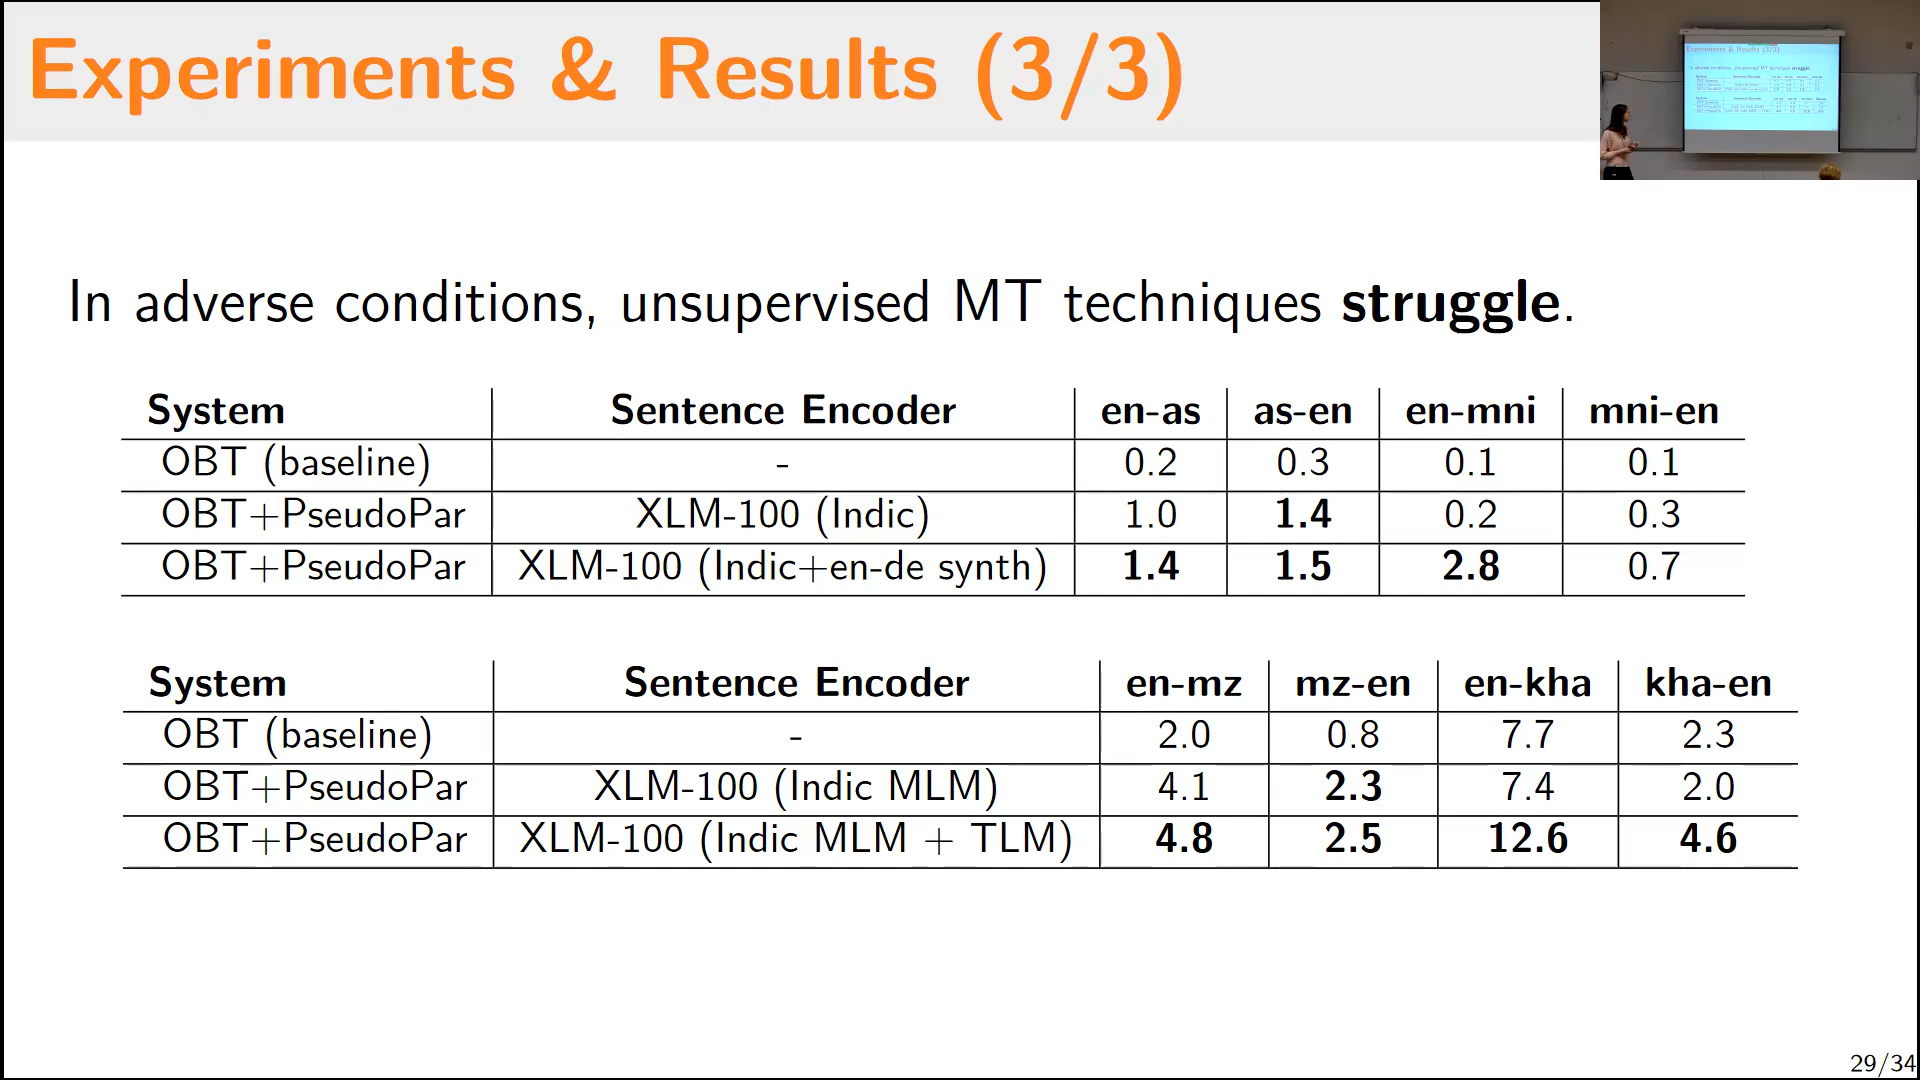 Experiments & Results (3/3)
In adverse conditions, unsupervised MT techniques struggle.
System Sentence Encoder en-as as-en en-mni mni-en
OBT (baseline) - 0.2 0.3 0.1 0.1
OBT+PseudoPar XLM-100 (Indic) 1.0 1.4 0.2 0.3
OBT+PseudoPar XLM-100 (Indic+en-de synth) 1.4 1.5 2.8 0.7
System Sentence Encoder en-mz mz-en en-kha kha-en
OBT (baseline) - 2.0 0.8 7.7 2.3
OBT+PseudoPar XLM-100 (Indic MLM) 4.1 2.3 7.4 2.0
OBT+PseudoPar XLM-100 (Indic MLM + TLM) 4.8 2.5 12.6 4.6
29/34